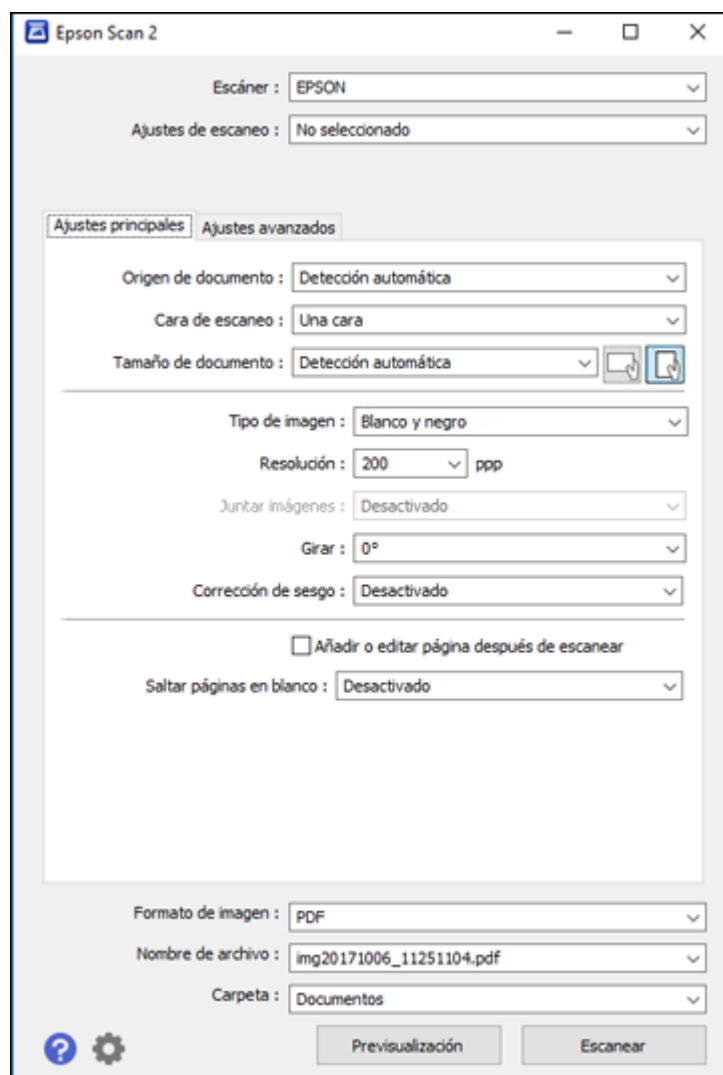 Epson Scan 2
Escáner : EPSON
Ajustes de escaneo : No seleccionado
Ajustes principales Ajustes avanzados
Origen de documento : Detección automática
Cara de escaneo : Una cara
Tamaño de documento : Detección automática
Tipo de imagen : Blanco y negro
Resolución : 200 ppp
Juntar imágenes : Desactivado
Girar : 0°
Corrección de sesgo : Desactivado
Añadir o editar página después de escanear
Saltar páginas en blanco : Desactivado
Formato de imagen : PDF
Nombre de archivo : img20171006_11251104.pdf
Carpeta : Documentos
? Previsualización Escanear